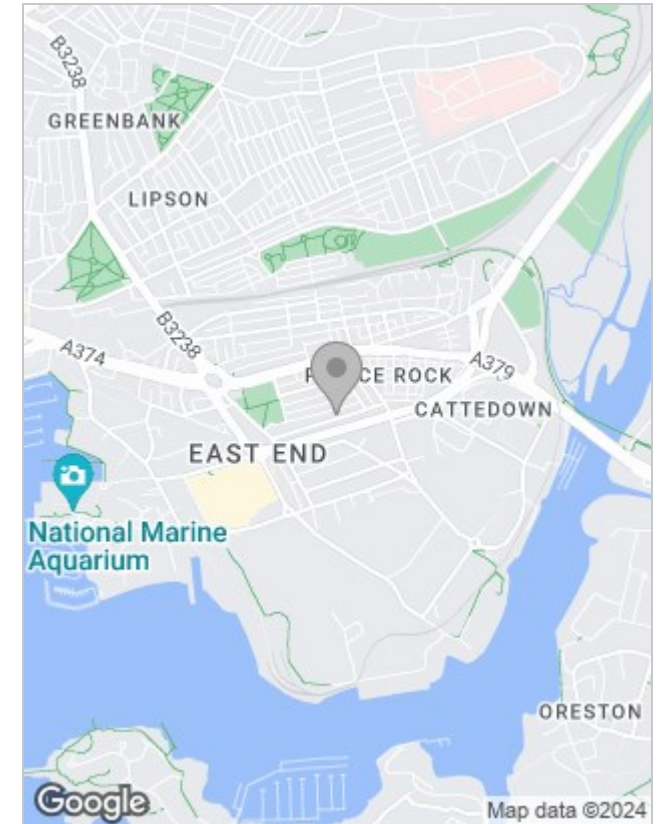 B3238
GREENBANK
LIPSON
B3238
A374
A379
CE ROCK
CATTEDOWN
EAST END
National Marine
Aquarium
ORESTON
Google
Map data ©2024